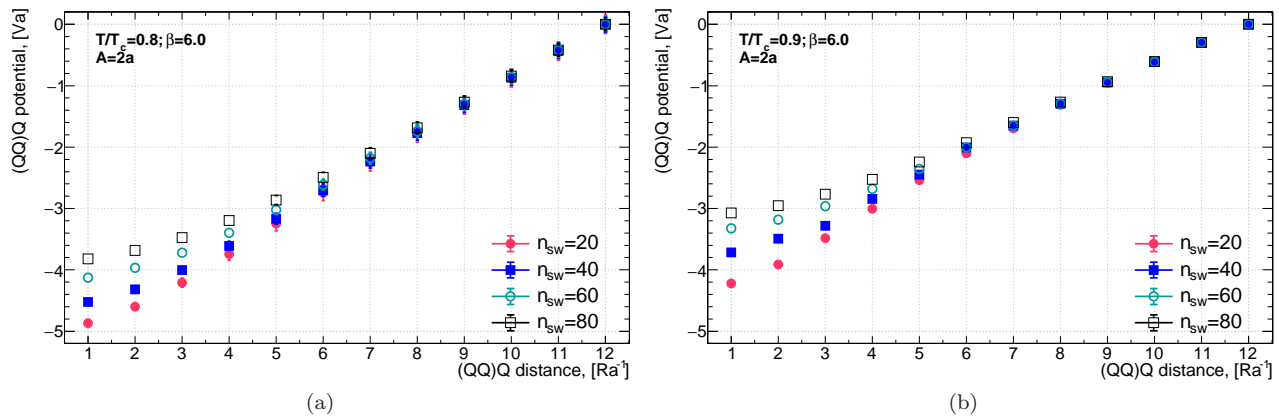 (QQ)Q potential, [Va]
0
−1
−2
−3
−4
−5
T/T_c=0.8; β=6.0
A=2a
n_sw=20
n_sw=40
n_sw=60
n_sw=80
1 2 3 4 5 6 7 8 9 10 11 12
(QQ)Q distance, [Ra⁻¹]
(a)
(QQ)Q potential, [Va]
0
−1
−2
−3
−4
−5
T/T_c=0.9; β=6.0
A=2a
n_sw=20
n_sw=40
n_sw=60
n_sw=80
1 2 3 4 5 6 7 8 9 10 11 12
(QQ)Q distance, [Ra⁻¹]
(b)